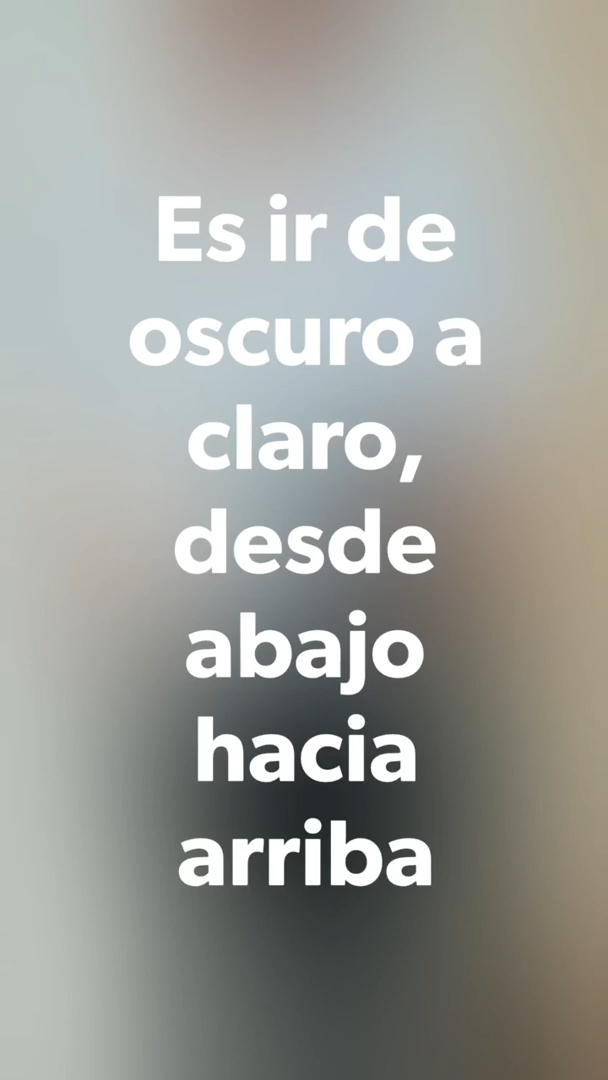 Es ir de
oscuro a
claro,
desde
abajo
hacia
arriba